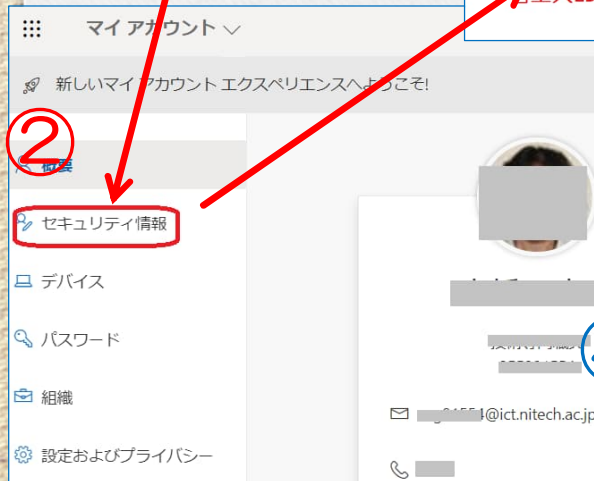 マイ アカウント
新しいマイ アカウント エクスペリエンスへようこそ!
②
概要
セキュリティ情報
デバイス
パスワード
組織
@ict.nitech.ac.jp
設定およびプライバシー